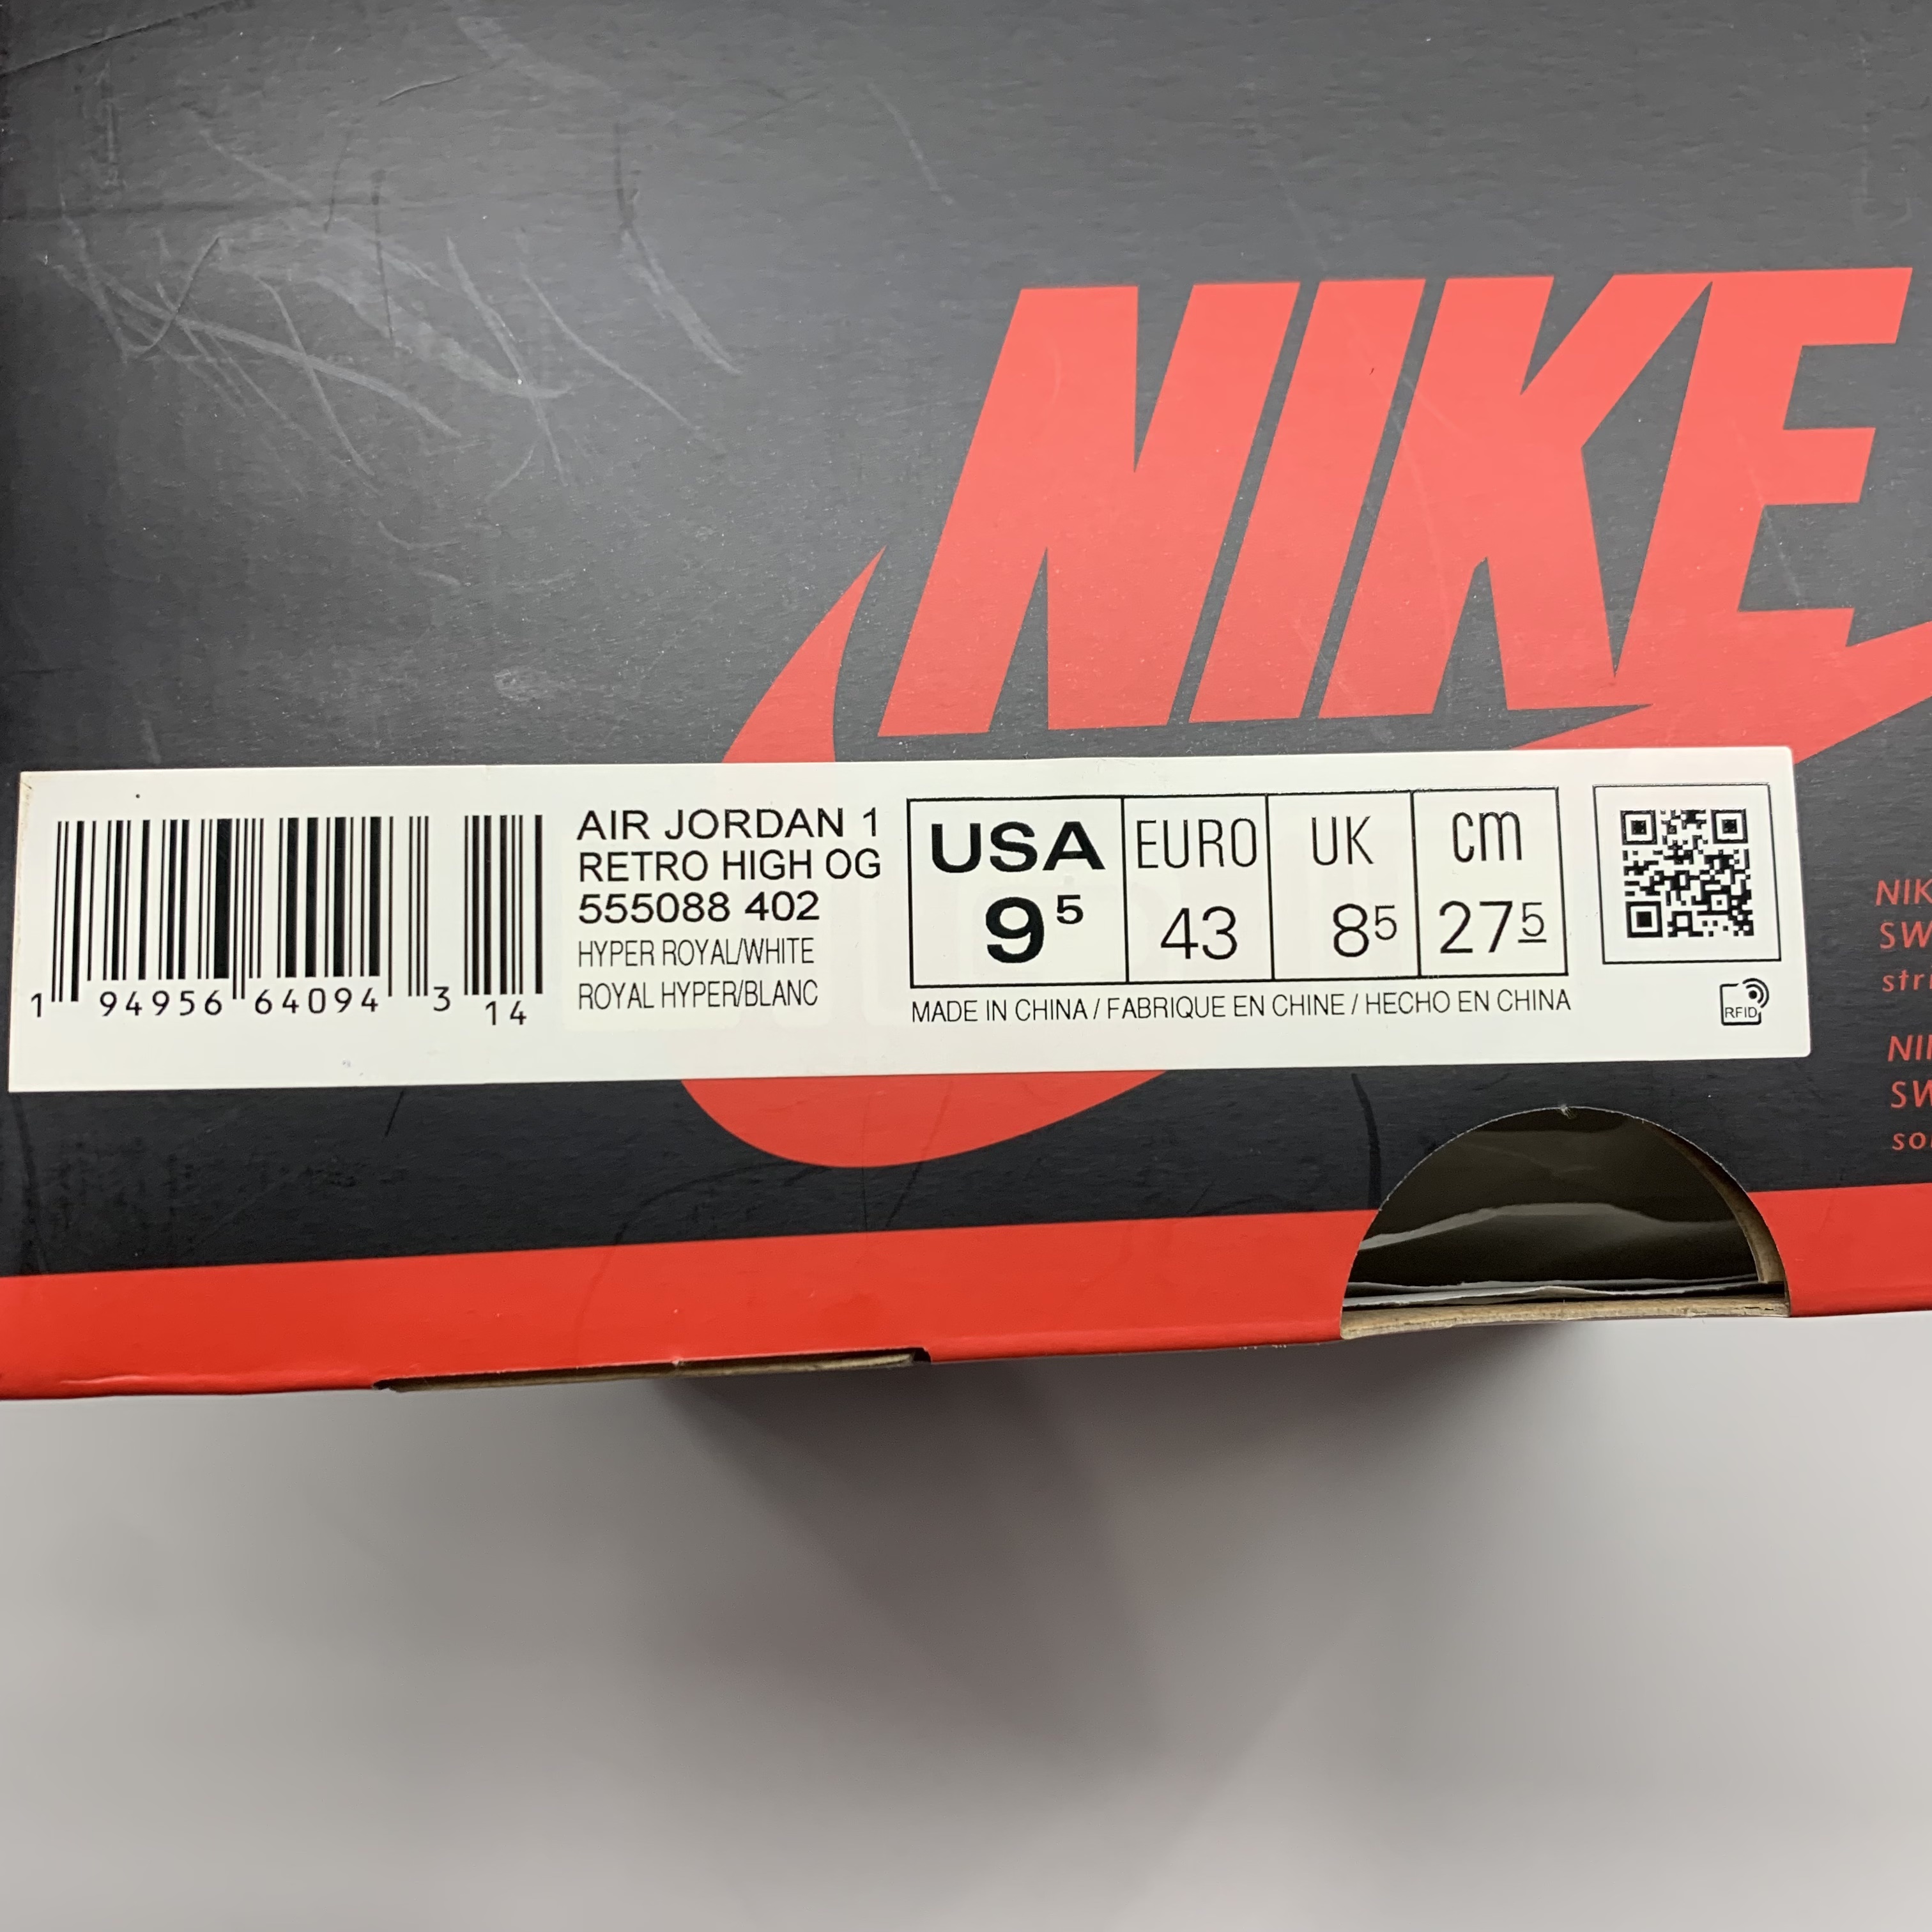 NIKE
1 94956 64094 3 14
AIR JORDAN 1
RETRO HIGH OG
555088 402
HYPER ROYAL/WHITE
ROYAL HYPER/BLANC
USA EURO UK cm
9⁵ 43 8⁵ 27⁵
MADE IN CHINA / FABRIQUE EN CHINE / HECHO EN CHINA
RFID